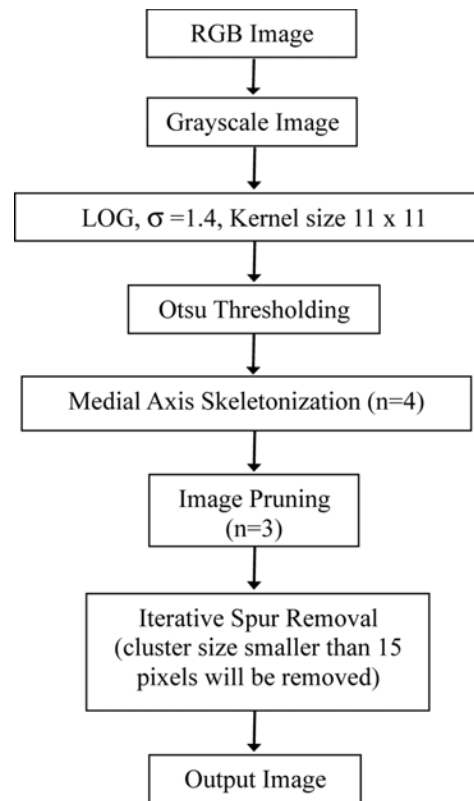 RGB Image
Grayscale Image
LOG, σ =1.4, Kernel size 11 x 11
Otsu Thresholding
Medial Axis Skeletonization (n=4)
Image Pruning
(n=3)
Iterative Spur Removal
(cluster size smaller than 15
pixels will be removed)
Output Image